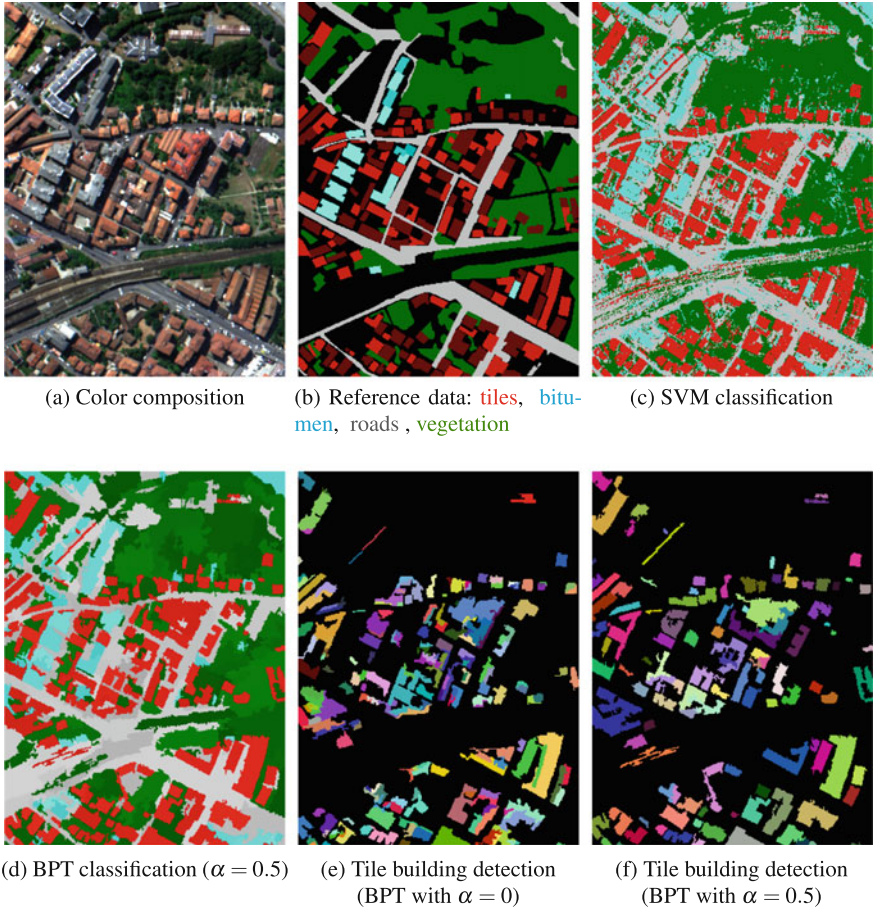 (a) Color composition
(b) Reference data: tiles, bitu-
men, roads , vegetation
(c) SVM classification
(d) BPT classification (α = 0.5)
(e) Tile building detection
(BPT with α = 0)
(f) Tile building detection
(BPT with α = 0.5)